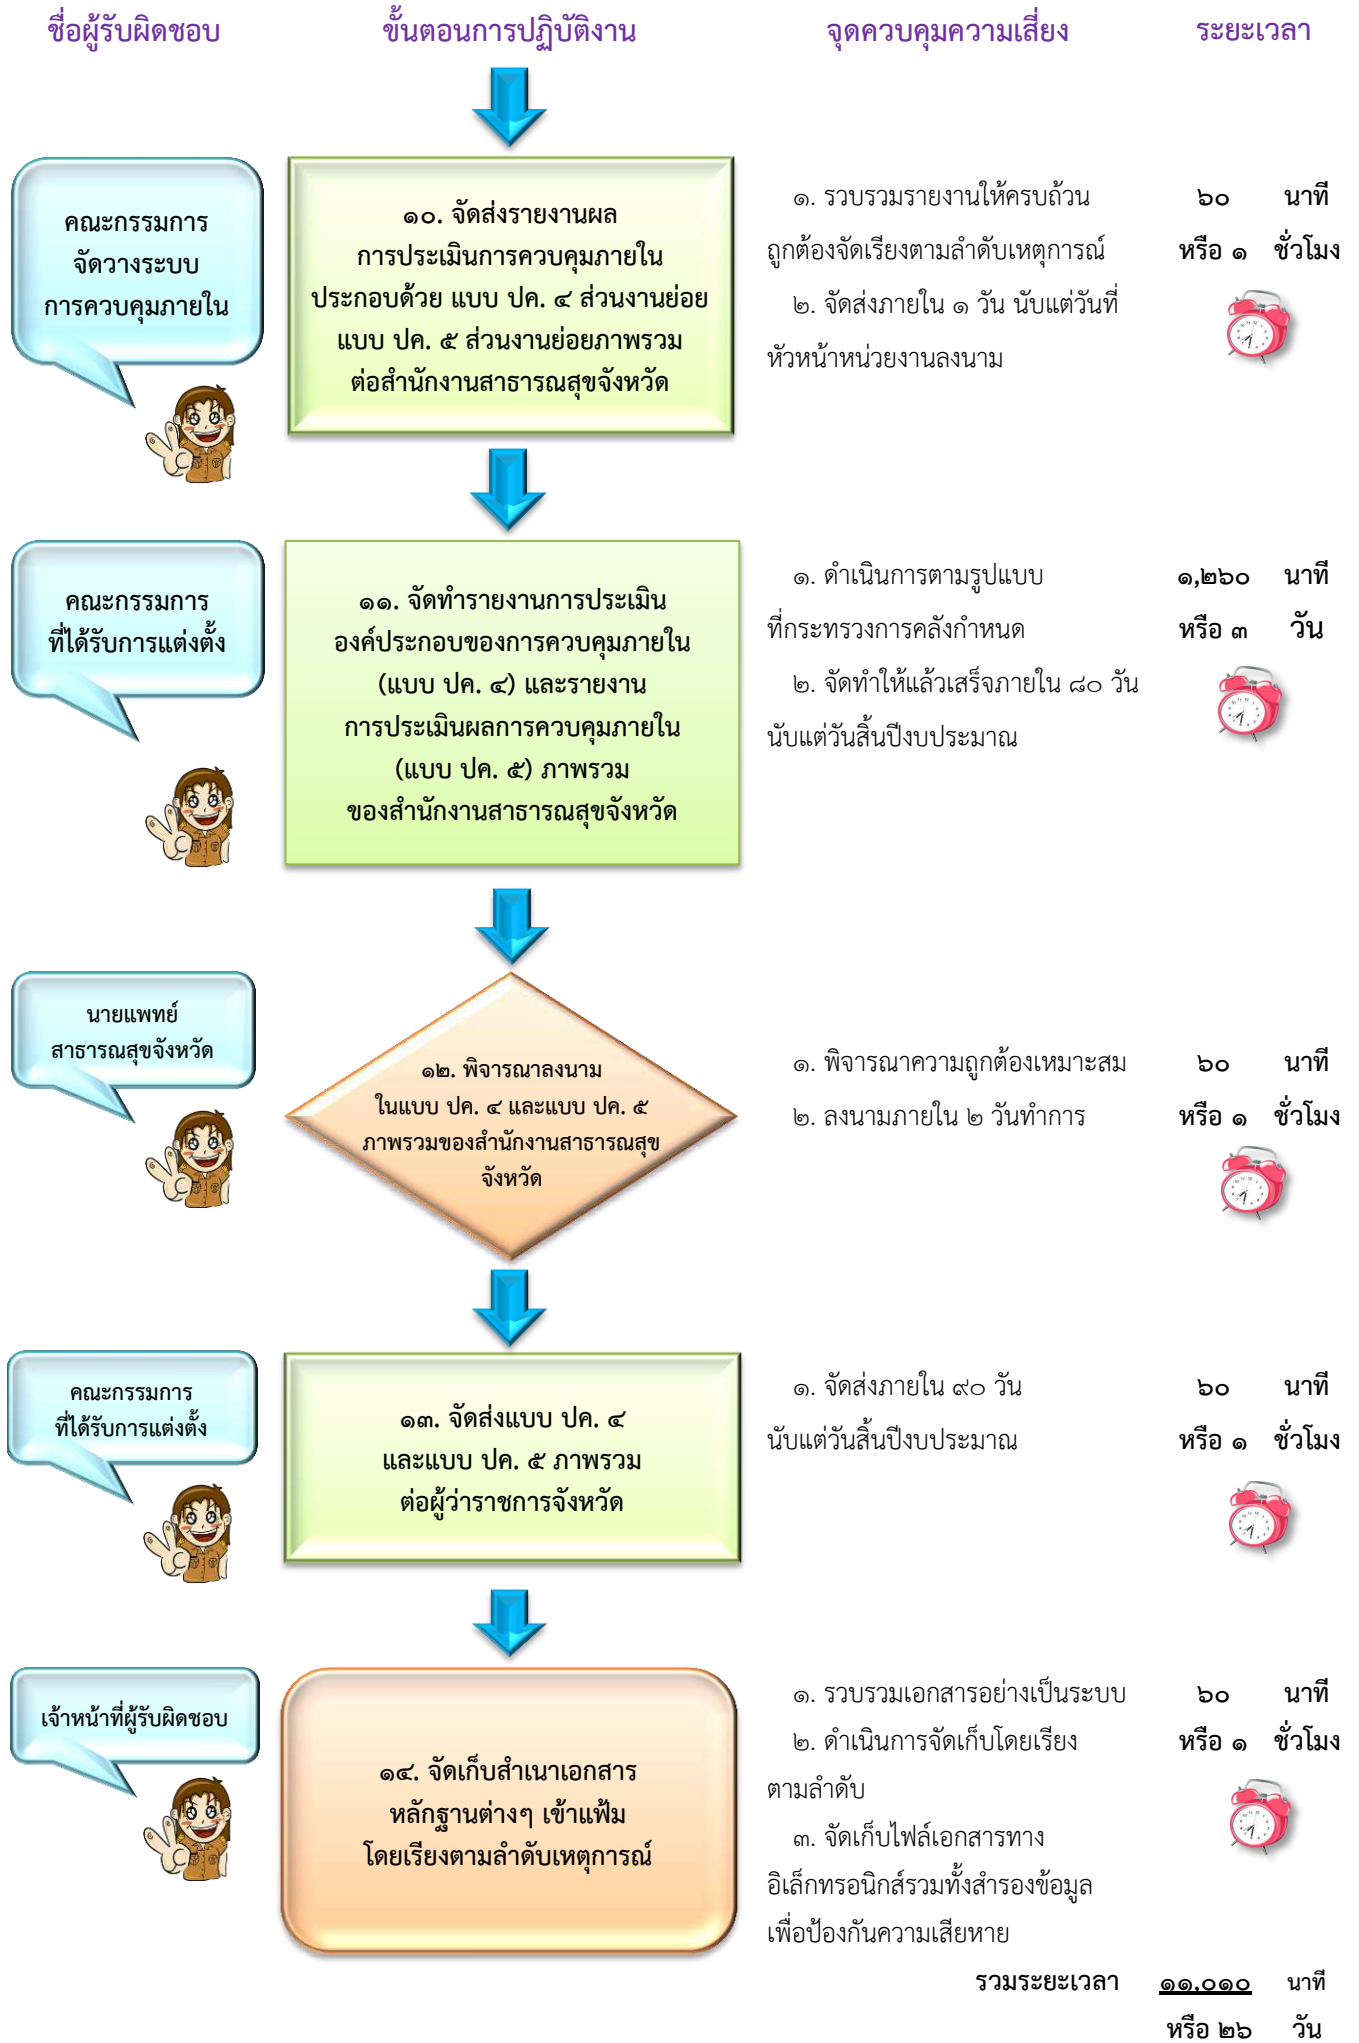 ชื่อผู้รับผิดชอบ ขั้นตอนการปฏิบัติงาน จุดควบคุมความเสี่ยง ระยะเวลา
คณะกรรมการ
จัดวางระบบ
การควบคุมภายใน
๑๐. จัดส่งรายงานผล
การประเมินการควบคุมภายใน
ประกอบด้วย แบบ ปค. ๔ ส่วนงานย่อย
แบบ ปค. ๕ ส่วนงานย่อยภาพรวม
ต่อสำนักงานสาธารณสุขจังหวัด
๑. รวบรวมรายงานให้ครบถ้วน
ถูกต้องจัดเรียงตามลำดับเหตุการณ์
๒. จัดส่งภายใน ๑ วัน นับแต่วันที่
หัวหน้าหน่วยงานลงนาม
๖๐ นาที
หรือ ๑ ชั่วโมง
คณะกรรมการ
ที่ได้รับการแต่งตั้ง
๑๑. จัดทำรายงานการประเมิน
องค์ประกอบของการควบคุมภายใน
(แบบ ปค. ๔) และรายงาน
การประเมินผลการควบคุมภายใน
(แบบ ปค. ๕) ภาพรวม
ของสำนักงานสาธารณสุขจังหวัด
๑. ดำเนินการตามรูปแบบ
ที่กระทรวงการคลังกำหนด
๒. จัดทำให้แล้วเสร็จภายใน ๘๐ วัน
นับแต่วันสิ้นปีงบประมาณ
๑,๒๖๐ นาที
หรือ ๓ วัน
นายแพทย์
สาธารณสุขจังหวัด
๑๒. พิจารณาลงนาม
ในแบบ ปค. ๔ และแบบ ปค. ๕
ภาพรวมของสำนักงานสาธารณสุข
จังหวัด
๑. พิจารณาความถูกต้องเหมาะสม
๒. ลงนามภายใน ๒ วันทำการ
๖๐ นาที
หรือ ๑ ชั่วโมง
คณะกรรมการ
ที่ได้รับการแต่งตั้ง
๑๓. จัดส่งแบบ ปค. ๔
และแบบ ปค. ๕ ภาพรวม
ต่อผู้ว่าราชการจังหวัด
๑. จัดส่งภายใน ๙๐ วัน
นับแต่วันสิ้นปีงบประมาณ
๖๐ นาที
หรือ ๑ ชั่วโมง
เจ้าหน้าที่ผู้รับผิดชอบ
๑๔. จัดเก็บสำเนาเอกสาร
หลักฐานต่างๆ เข้าแฟ้ม
โดยเรียงตามลำดับเหตุการณ์
๑. รวบรวมเอกสารอย่างเป็นระบบ
๒. ดำเนินการจัดเก็บโดยเรียง
ตามลำดับ
๓. จัดเก็บไฟล์เอกสารทาง
อิเล็กทรอนิกส์รวมทั้งสำรองข้อมูล
เพื่อป้องกันความเสียหาย
๖๐ นาที
หรือ ๑ ชั่วโมง
รวมระยะเวลา ๑๑,๐๑๐ นาที
หรือ ๒๖ วัน